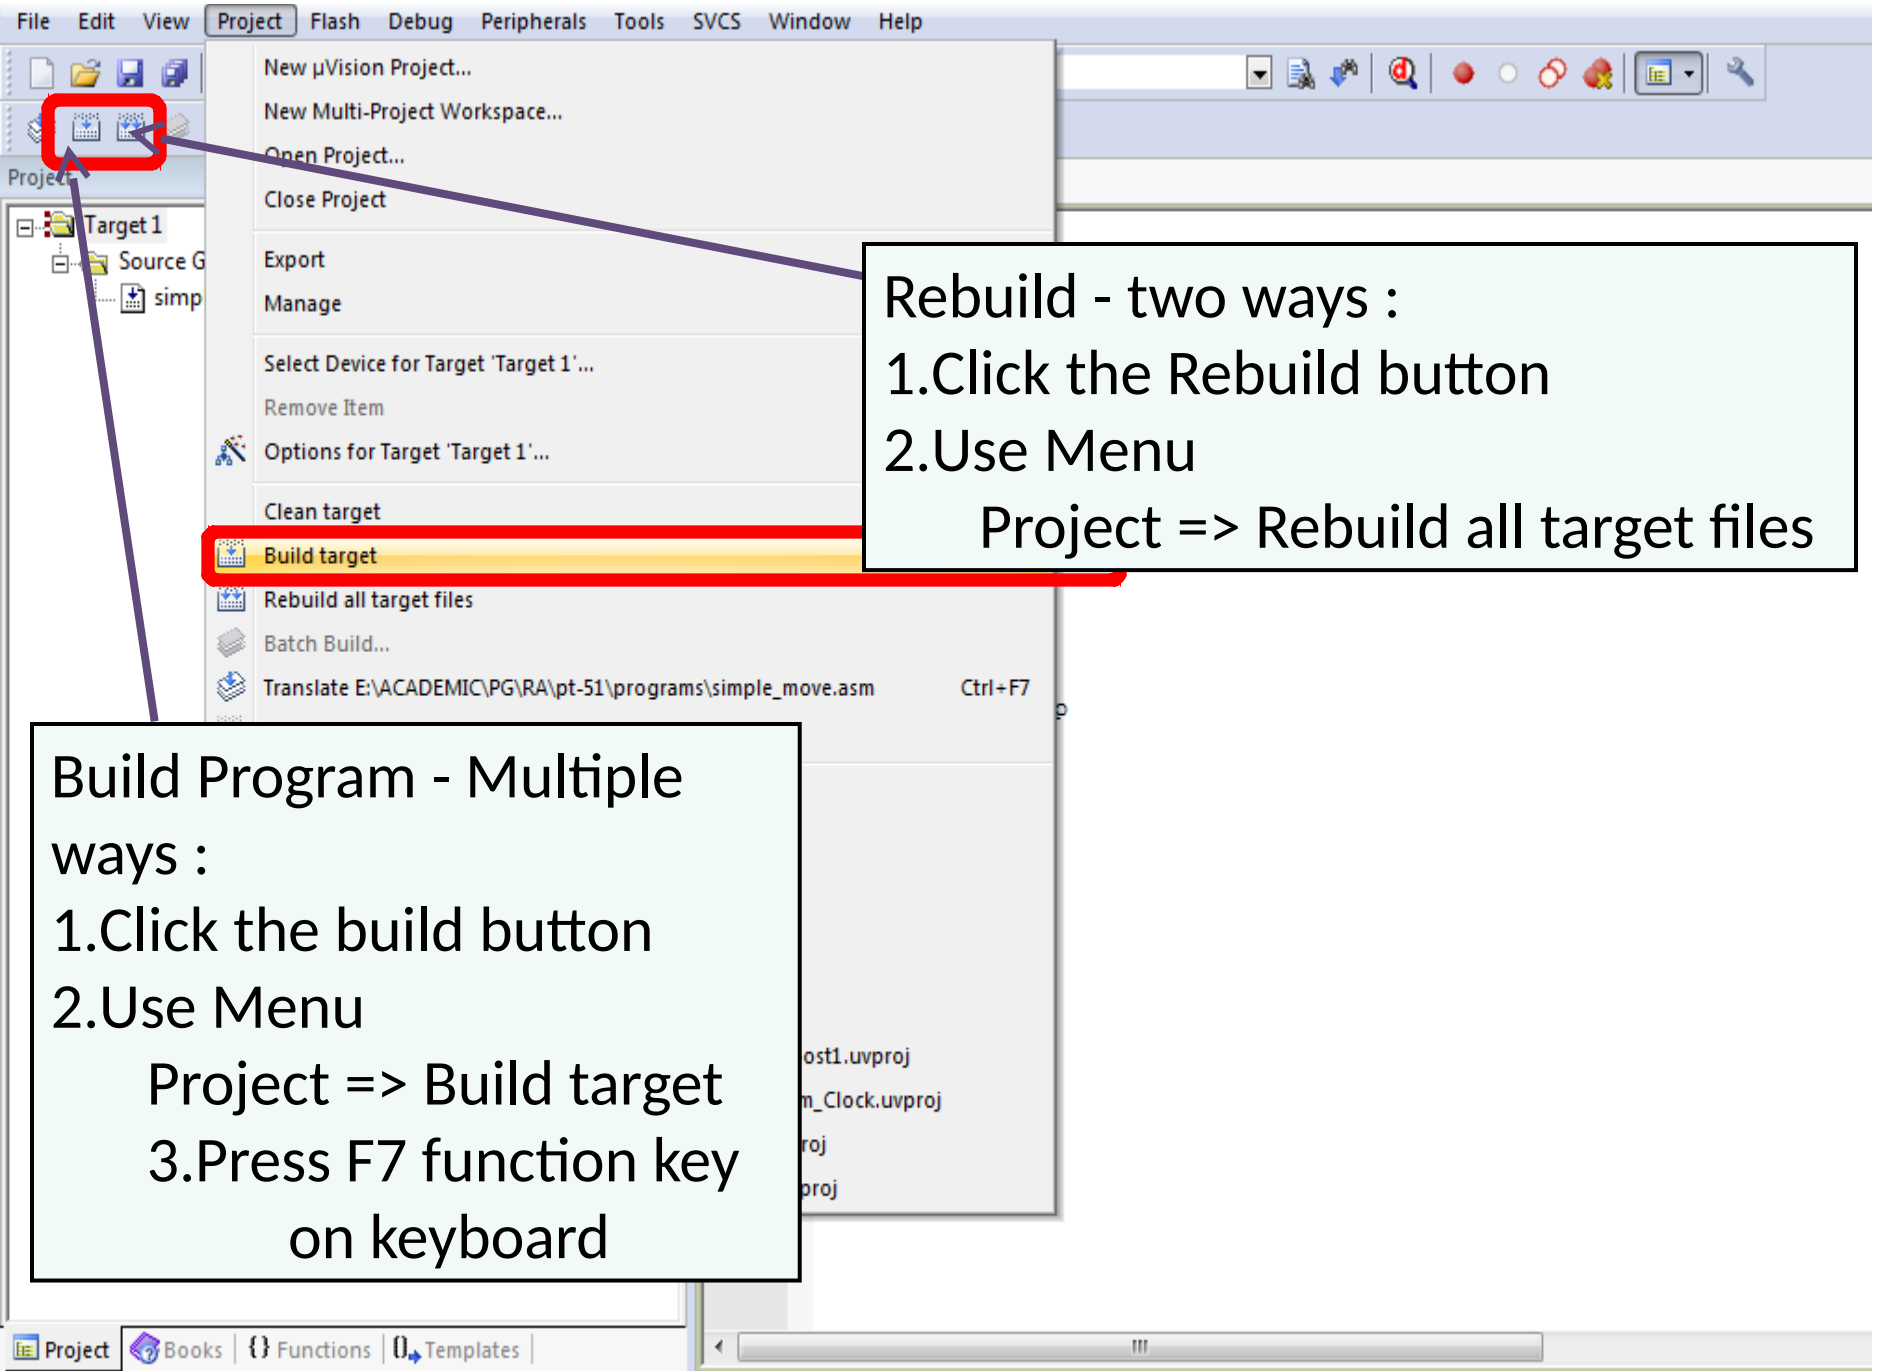 File Edit View Project Flash Debug Peripherals Tools SVCS Window Help
New µVision Project...
New Multi-Project Workspace...
Open Project...
Close Project
Project
Target 1
Source G
simp
Export
Manage
Select Device for Target 'Target 1'...
Remove Item
Options for Target 'Target 1'...
Clean target
Build target
Rebuild all target files
Batch Build...
Translate E:\ACADEMIC\PG\RA\pt-51\programs\simple_move.asm Ctrl+F7
Rebuild - two ways :
1.Click the Rebuild button
2.Use Menu
Project => Rebuild all target files
Build Program - Multiple
ways :
1.Click the build button
2.Use Menu
Project => Build target
3.Press F7 function key
on keyboard
ost1.uvproj
m_Clock.uvproj
roj
proj
Project Books {} Functions Templates